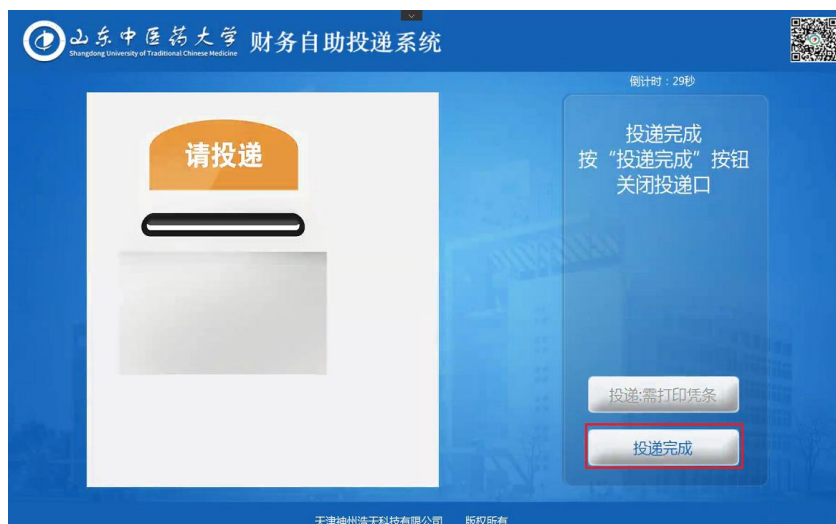 山东中医药大学
Shangdong University of Traditional Chinese Medicine
财务自助投递系统
倒计时：29秒
请投递
投递完成
按“投递完成”按钮
关闭投递口
投递:需打印凭条
投递完成
天津神州浩天科技有限公司 版权所有